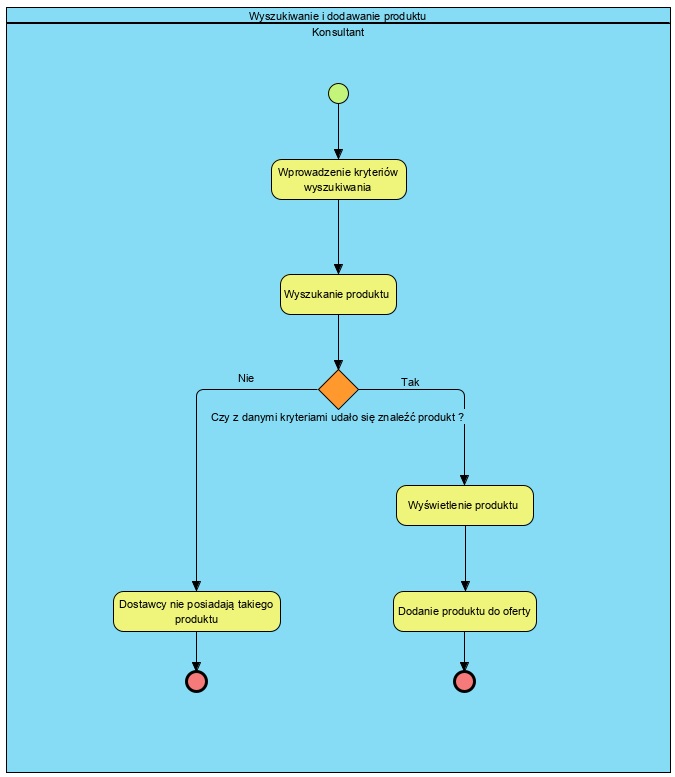 Wyszukiwanie i dodawanie produktu
Konsultant
Wprowadzenie kryteriów
wyszukiwania
Wyszukanie produktu
Nie
Tak
Czy z danymi kryteriami udało się znaleźć produkt ?
Wyświetlenie produktu
Dostawcy nie posiadają takiego
produktu
Dodanie produktu do oferty